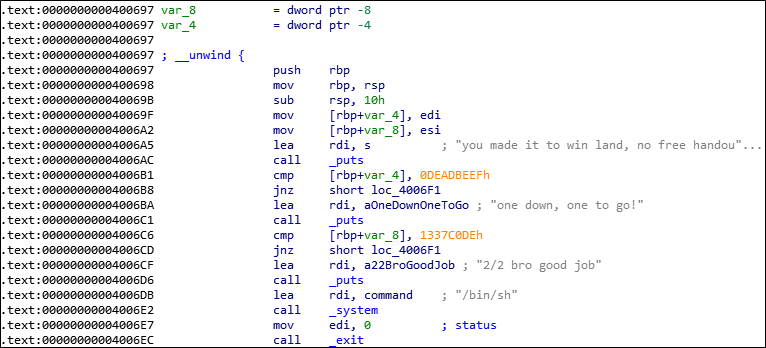 .text:0000000000400697 var_8 = dword ptr -8
.text:0000000000400697 var_4 = dword ptr -4
.text:0000000000400697
.text:0000000000400697 ; __unwind {
.text:0000000000400697 push rbp
.text:0000000000400698 mov rbp, rsp
.text:000000000040069B sub rsp, 10h
.text:000000000040069F mov [rbp+var_4], edi
.text:00000000004006A2 mov [rbp+var_8], esi
.text:00000000004006A5 lea rdi, s ; "you made it to win land, no free handou"...
.text:00000000004006AC call _puts
.text:00000000004006B1 cmp [rbp+var_4], 0DEADBEEFh
.text:00000000004006B8 jnz short loc_4006F1
.text:00000000004006BA lea rdi, aOneDownOneToGo ; "one down, one to go!"
.text:00000000004006C1 call _puts
.text:00000000004006C6 cmp [rbp+var_8], 1337C0DEh
.text:00000000004006CD jnz short loc_4006F1
.text:00000000004006CF lea rdi, a22BroGoodJob ; "2/2 bro good job"
.text:00000000004006D6 call _puts
.text:00000000004006DB lea rdi, command ; "/bin/sh"
.text:00000000004006E2 call _system
.text:00000000004006E7 mov edi, 0 ; status
.text:00000000004006EC call _exit